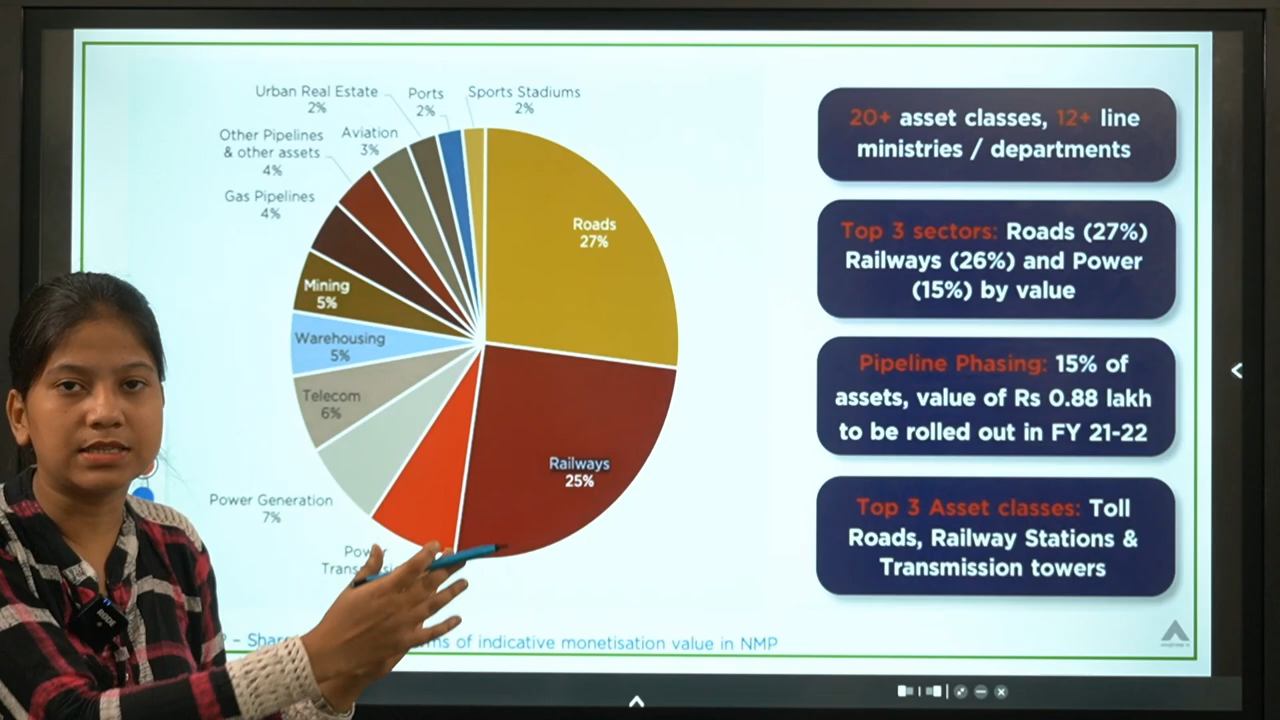 Urban Real Estate
2%
Ports
2%
Sports Stadiums
2%
Other Pipelines
& other assets
4%
Aviation
3%
Gas Pipelines
4%
Roads
27%
Mining
5%
Warehousing
5%
Telecom
6%
Railways
25%
Power Generation
7%
of indicative monetisation value in NMP
20+ asset classes, 12+ line
ministries / departments
Top 3 sectors: Roads (27%)
Railways (26%) and Power
(15%) by value
Pipeline Phasing: 15% of
assets, value of Rs 0.88 lakh
to be rolled out in FY 21-22
Top 3 Asset classes: Toll
Roads, Railway Stations &
Transmission towers